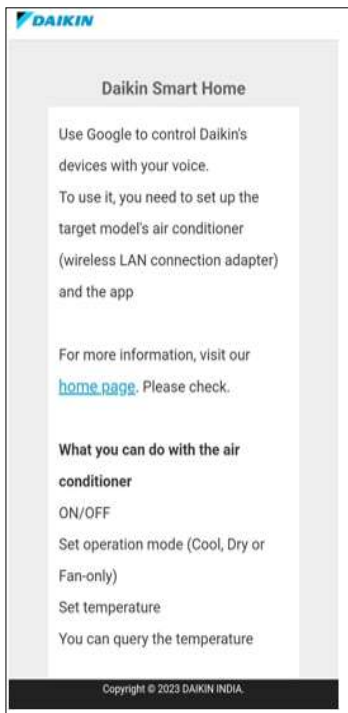 DAIKIN
Daikin Smart Home
Use Google to control Daikin's
devices with your voice.
To use it, you need to set up the
target model's air conditioner
(wireless LAN connection adapter)
and the app
For more information, visit our
home page. Please check.
What you can do with the air
conditioner
ON/OFF
Set operation mode (Cool, Dry or
Fan-only)
Set temperature
You can query the temperature
Copyright © 2023 DAIKIN INDIA.